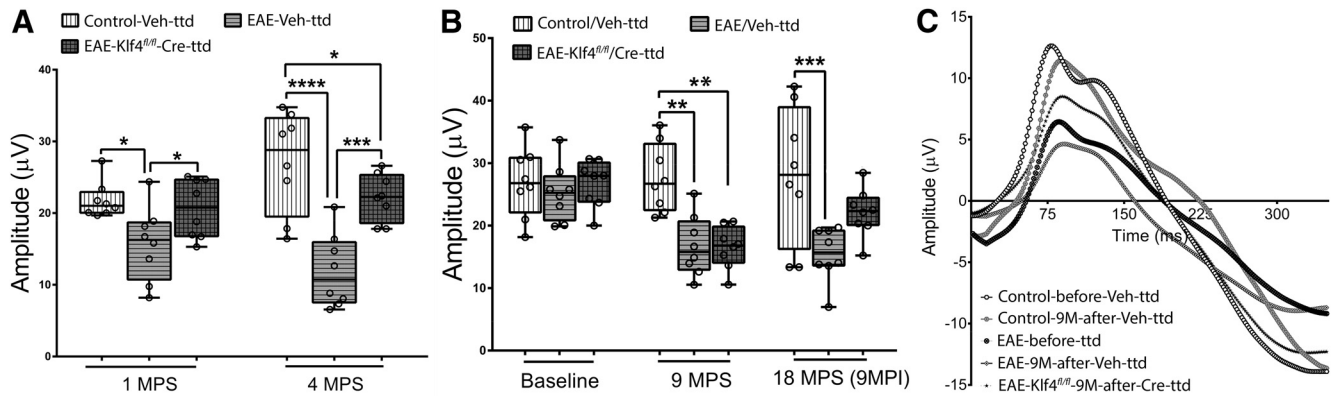 A
Control-Veh-ttd
EAE-Veh-ttd
EAE-Klf4fl/fl-Cre-ttd
Amplitude (µV)
40
30
20
10
0
*
*
****
*
***
1 MPS
4 MPS
B
Control/Veh-ttd
EAE/Veh-ttd
EAE-Klf4fl/fl/Cre-ttd
Amplitude (µV)
50
40
30
20
10
0
**
**
***
Baseline
9 MPS
18 MPS (9MPI)
C
Amplitude (µV)
15
10
5
0
-5
-10
-15
75
150
225
300
Time (ms)
Control-before-Veh-ttd
Control-9M-after-Veh-ttd
EAE-before-ttd
EAE-9M-after-Veh-ttd
EAE-Klf4fl/fl-9M-after-Cre-ttd